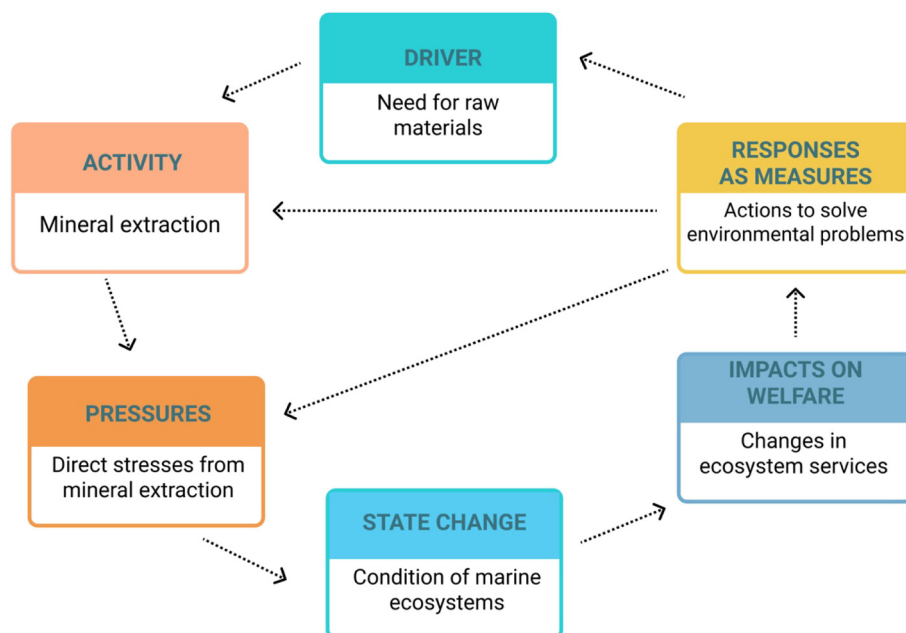 DRIVER
Need for raw
materials
ACTIVITY
Mineral extraction
RESPONSES
AS MEASURES
Actions to solve
environmental problems
PRESSURES
Direct stresses from
mineral extraction
IMPACTS ON
WELFARE
Changes in
ecosystem services
STATE CHANGE
Condition of marine
ecosystems